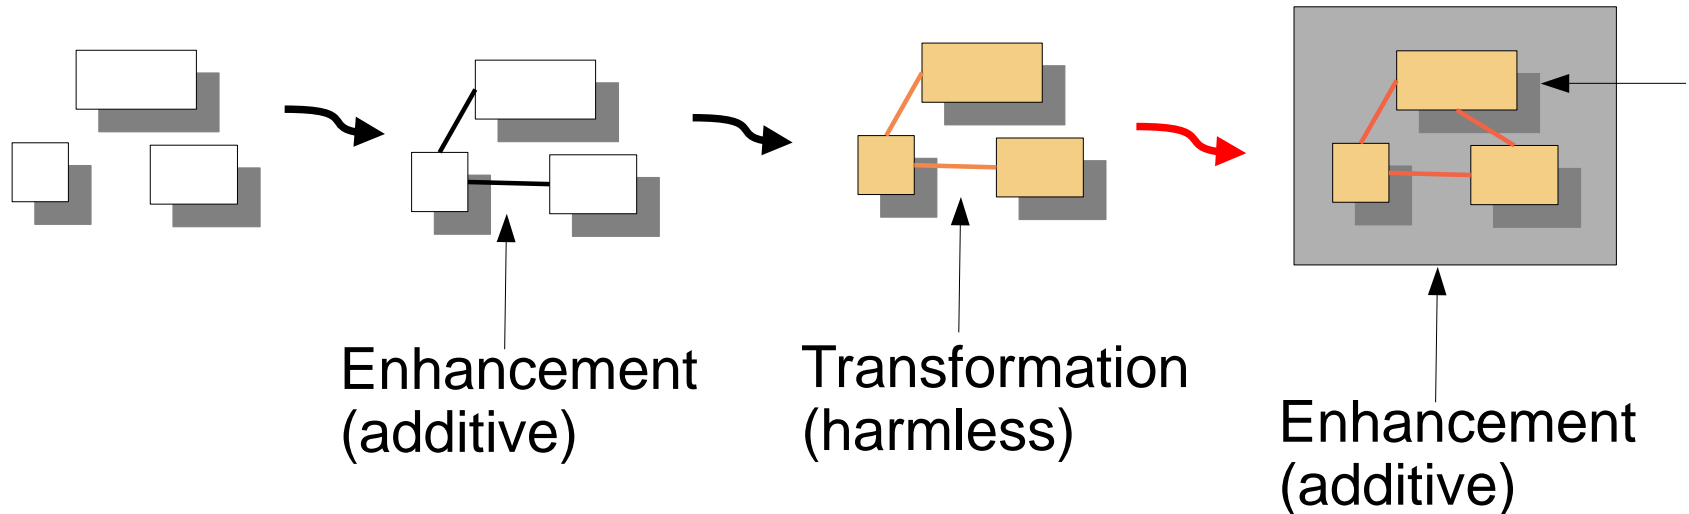 Enhancement
(additive)
Transformation
(harmless)
Enhancement
(additive)